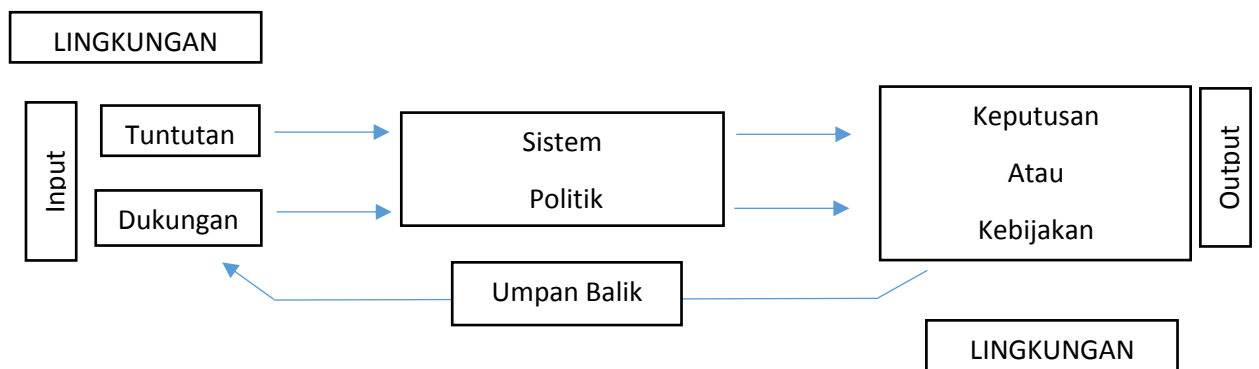 LINGKUNGAN
Input
Tuntutan
Dukungan
Sistem
Politik
Keputusan
Atau
Kebijakan
Output
Umpan Balik
LINGKUNGAN